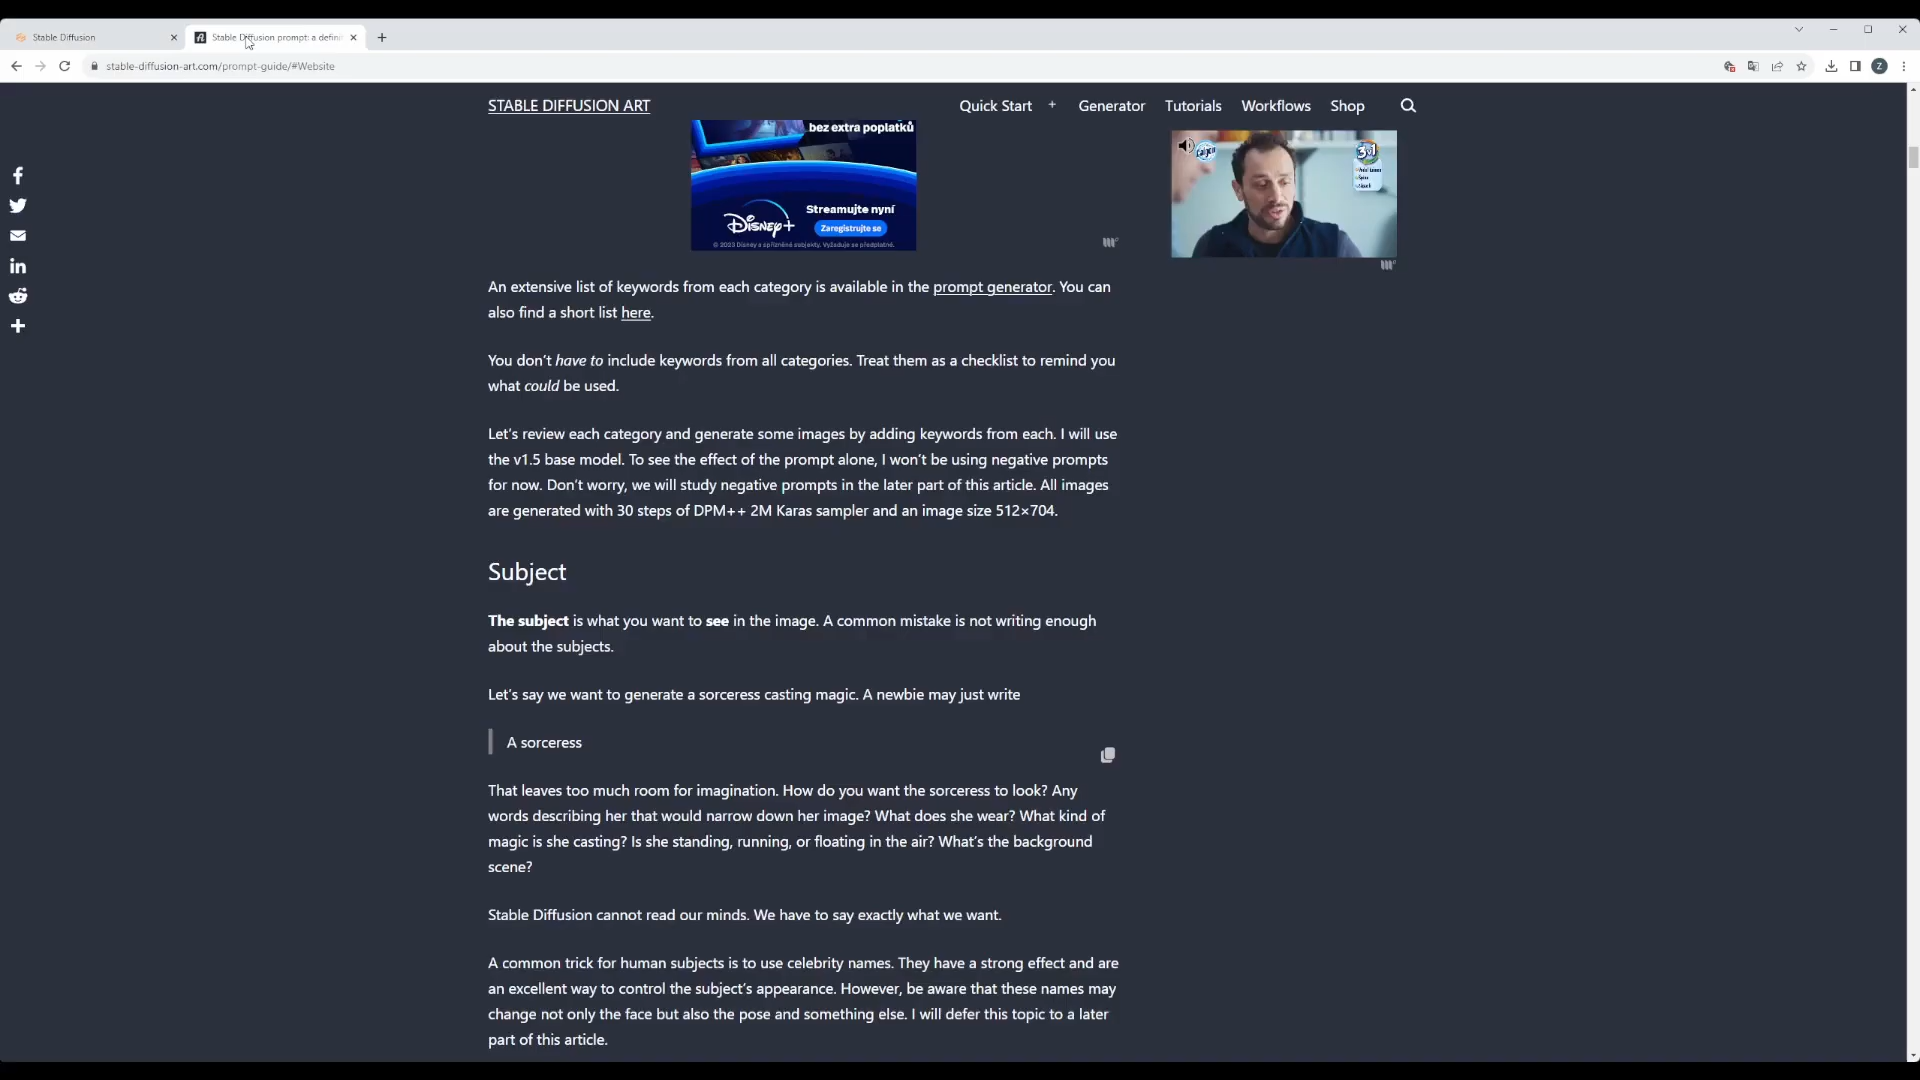 Stable Diffusion
Stable Diffusion prompt: a defini
stable-diffusion-art.com/prompt-guide/#Website
Z
STABLE DIFFUSION ART
Quick Start + Generator Tutorials Workflows Shop
bez extra poplatků
Disney+
Streamujte nyní
Zaregistrujte se
© 2023 Disney a spřízněné subjekty. Vyžaduje se předplatné.
Calgon
3v1
An extensive list of keywords from each category is available in the prompt generator. You can
also find a short list here.
You don't have to include keywords from all categories. Treat them as a checklist to remind you
what could be used.
Let's review each category and generate some images by adding keywords from each. I will use
the v1.5 base model. To see the effect of the prompt alone, I won't be using negative prompts
for now. Don't worry, we will study negative prompts in the later part of this article. All images
are generated with 30 steps of DPM++ 2M Karas sampler and an image size 512×704.
Subject
The subject is what you want to see in the image. A common mistake is not writing enough
about the subjects.
Let's say we want to generate a sorceress casting magic. A newbie may just write
A sorceress
That leaves too much room for imagination. How do you want the sorceress to look? Any
words describing her that would narrow down her image? What does she wear? What kind of
magic is she casting? Is she standing, running, or floating in the air? What's the background
scene?
Stable Diffusion cannot read our minds. We have to say exactly what we want.
A common trick for human subjects is to use celebrity names. They have a strong effect and are
an excellent way to control the subject's appearance. However, be aware that these names may
change not only the face but also the pose and something else. I will defer this topic to a later
part of this article.